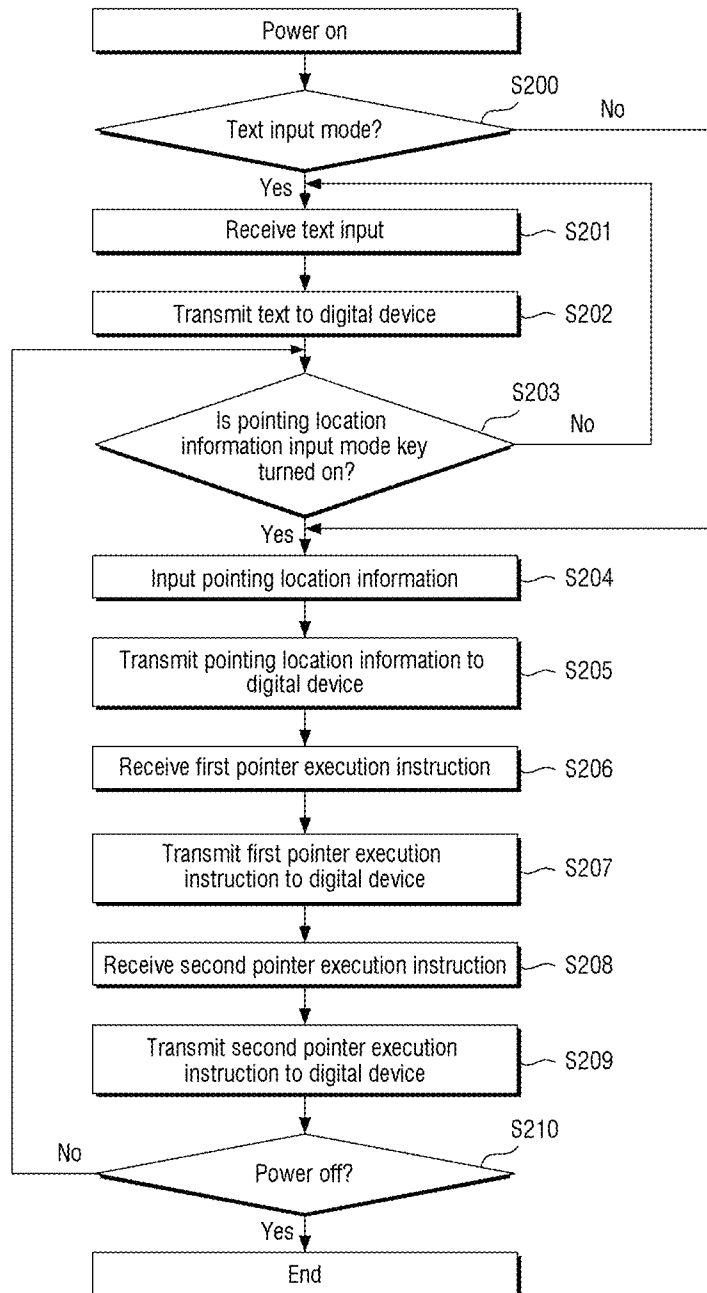 Power on
S200
Text input mode?
No
Yes
Receive text input
S201
Transmit text to digital device
S202
S203
Is pointing location
information input mode key
turned on?
No
Yes
Input pointing location information
S204
Transmit pointing location information to
digital device
S205
Receive first pointer execution instruction
S206
Transmit first pointer execution
instruction to digital device
S207
Receive second pointer execution instruction
S208
Transmit second pointer execution
instruction to digital device
S209
S210
No
Power off?
Yes
End